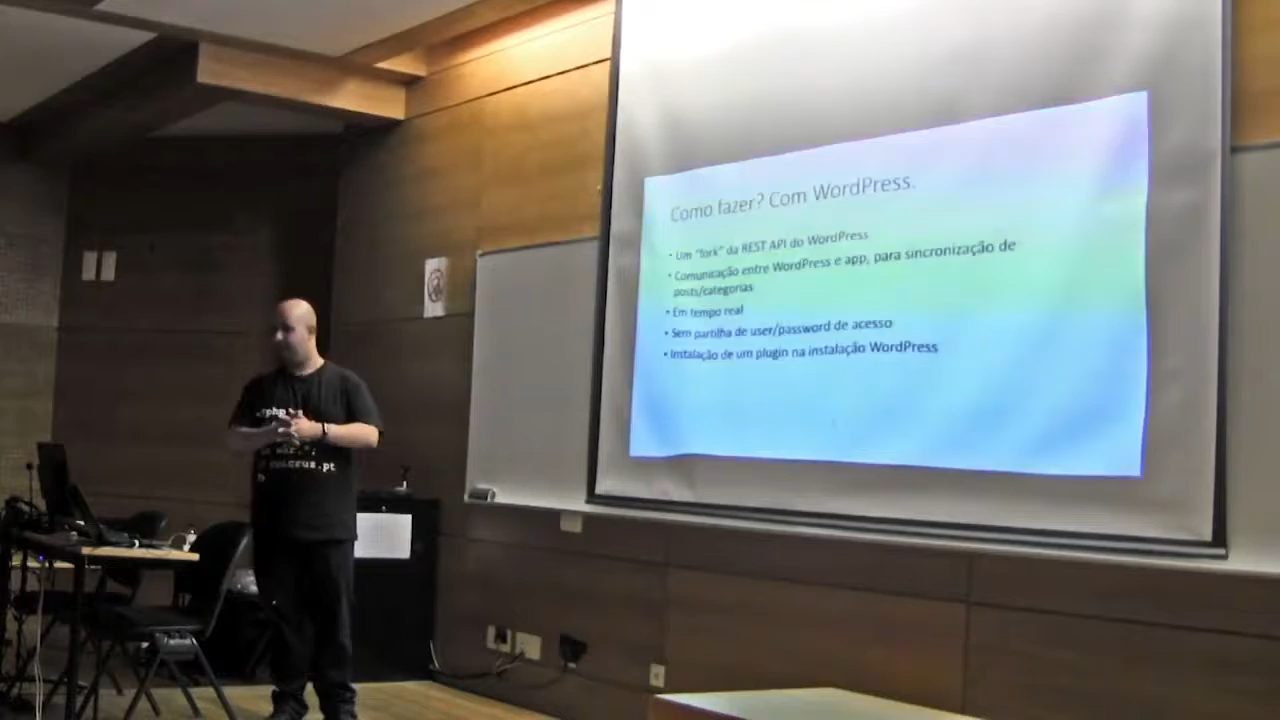 Como fazer? Com WordPress.
• Um "fork" da REST API do WordPress
• Comunicação entre WordPress e app, para sincronização de
posts/categorias
• Em tempo real
• Sem partilha de user/password de acesso
• Instalação de um plugin na instalação WordPress
php